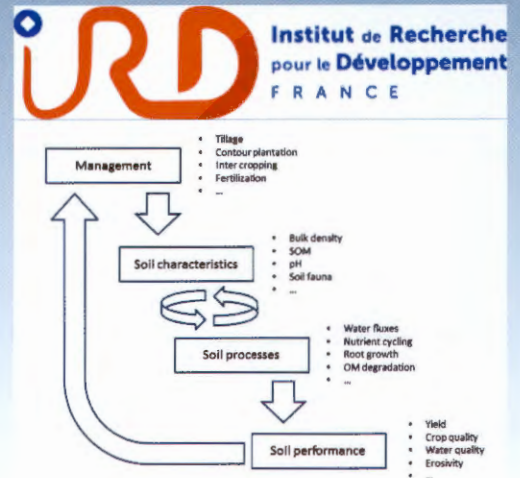 iRD
Institut de Recherche
pour le Développement
FRANCE
Management
• Tillage
• Contour plantation
• Inter cropping
• Fertilization
• ...
Soil characteristics
• Bulk density
• SOM
• pH
• Soil fauna
• ...
Soil processes
• Water fluxes
• Nutrient cycling
• Root growth
• OM degradation
• ...
Soil performance
• Yield
• Crop quality
• Water quality
• Erosivity
• ...